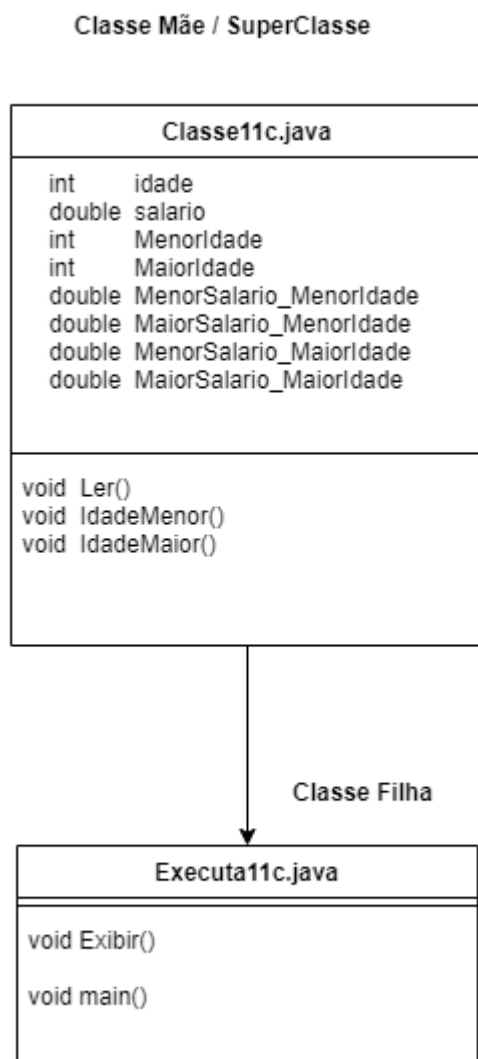 Classe Mãe / SuperClasse
Classe11c.java
int idade
double salario
int MenorIdade
int MaiorIdade
double MenorSalario_MenorIdade
double MaiorSalario_MenorIdade
double MenorSalario_MaiorIdade
double MaiorSalario_MaiorIdade
void Ler()
void IdadeMenor()
void IdadeMaior()
Classe Filha
Executa11c.java
void Exibir()
void main()